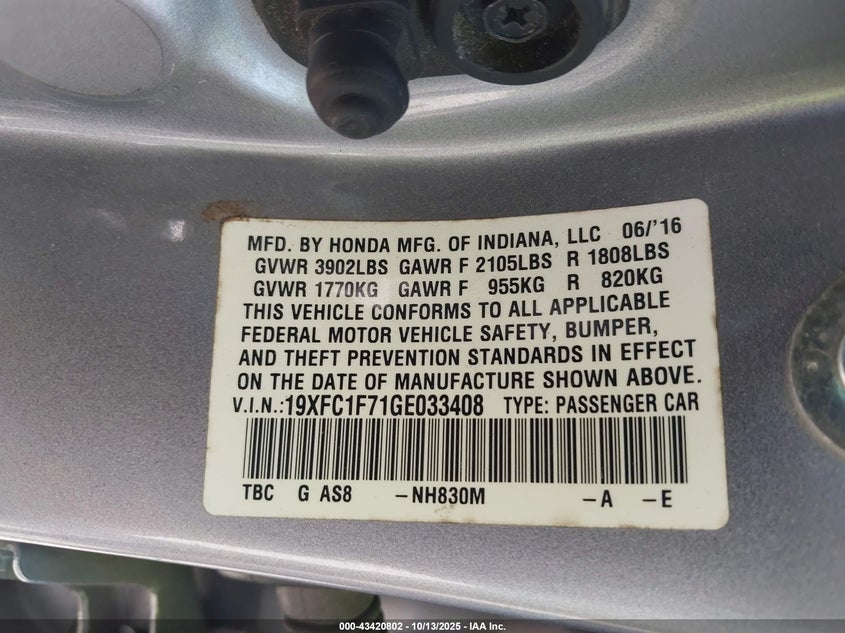 MFD. BY HONDA MFG. OF INDIANA, LLC 06/'16
GVWR 3902LBS GAWR F 2105LBS R 1808LBS
GVWR 1770KG GAWR F 955KG R 820KG
THIS VEHICLE CONFORMS TO ALL APPLICABLE
FEDERAL MOTOR VEHICLE SAFETY, BUMPER,
AND THEFT PREVENTION STANDARDS IN EFFECT
ON THE DATE OF MANUFACTURE SHOWN ABOVE.
V.I.N.:19XFC1F71GE033408 TYPE: PASSENGER CAR
TBC G AS8 -NH830M -A -E
000-43420802 - 10/13/2025 - IAA Inc.